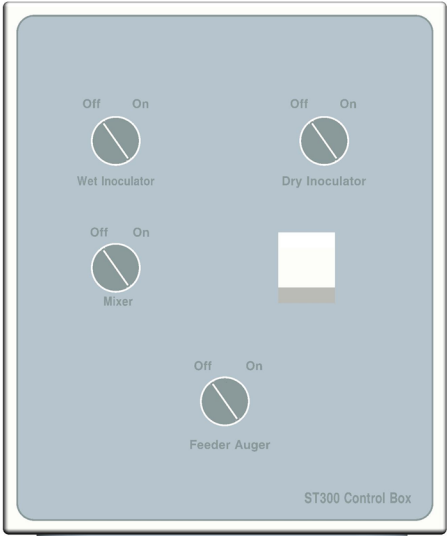 Off On Off On
Wet Inoculator Dry Inoculator
Off On
Mixer
Off On
Feeder Auger
ST300 Control Box